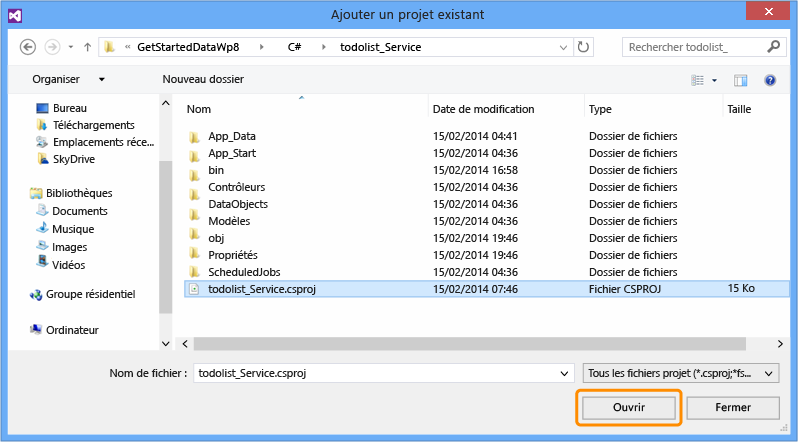 Ajouter un projet existant
« GetStartedDataWp8 C# todolist_Service Rechercher todolist_
Organiser Nouveau dossier
Nom Date de modification Type Taille
Bureau
Téléchargements
Emplacements réce...
SkyDrive
Bibliothèques
Documents
Musique
Images
Vidéos
Groupe résidentiel
Ordinateur
App_Data 15/02/2014 04:41 Dossier de fichiers
App_Start 15/02/2014 04:36 Dossier de fichiers
bin 15/02/2014 16:58 Dossier de fichiers
Contrôleurs 15/02/2014 04:36 Dossier de fichiers
DataObjects 15/02/2014 04:36 Dossier de fichiers
Modèles 15/02/2014 04:36 Dossier de fichiers
obj 15/02/2014 19:46 Dossier de fichiers
Propriétés 15/02/2014 19:46 Dossier de fichiers
ScheduledJobs 15/02/2014 04:36 Dossier de fichiers
todolist_Service.csproj 15/02/2014 07:46 Fichier CSPROJ 15 Ko
Nom de fichier : todolist_Service.csproj Tous les fichiers projet (*.csproj;*fs...
Ouvrir Fermer